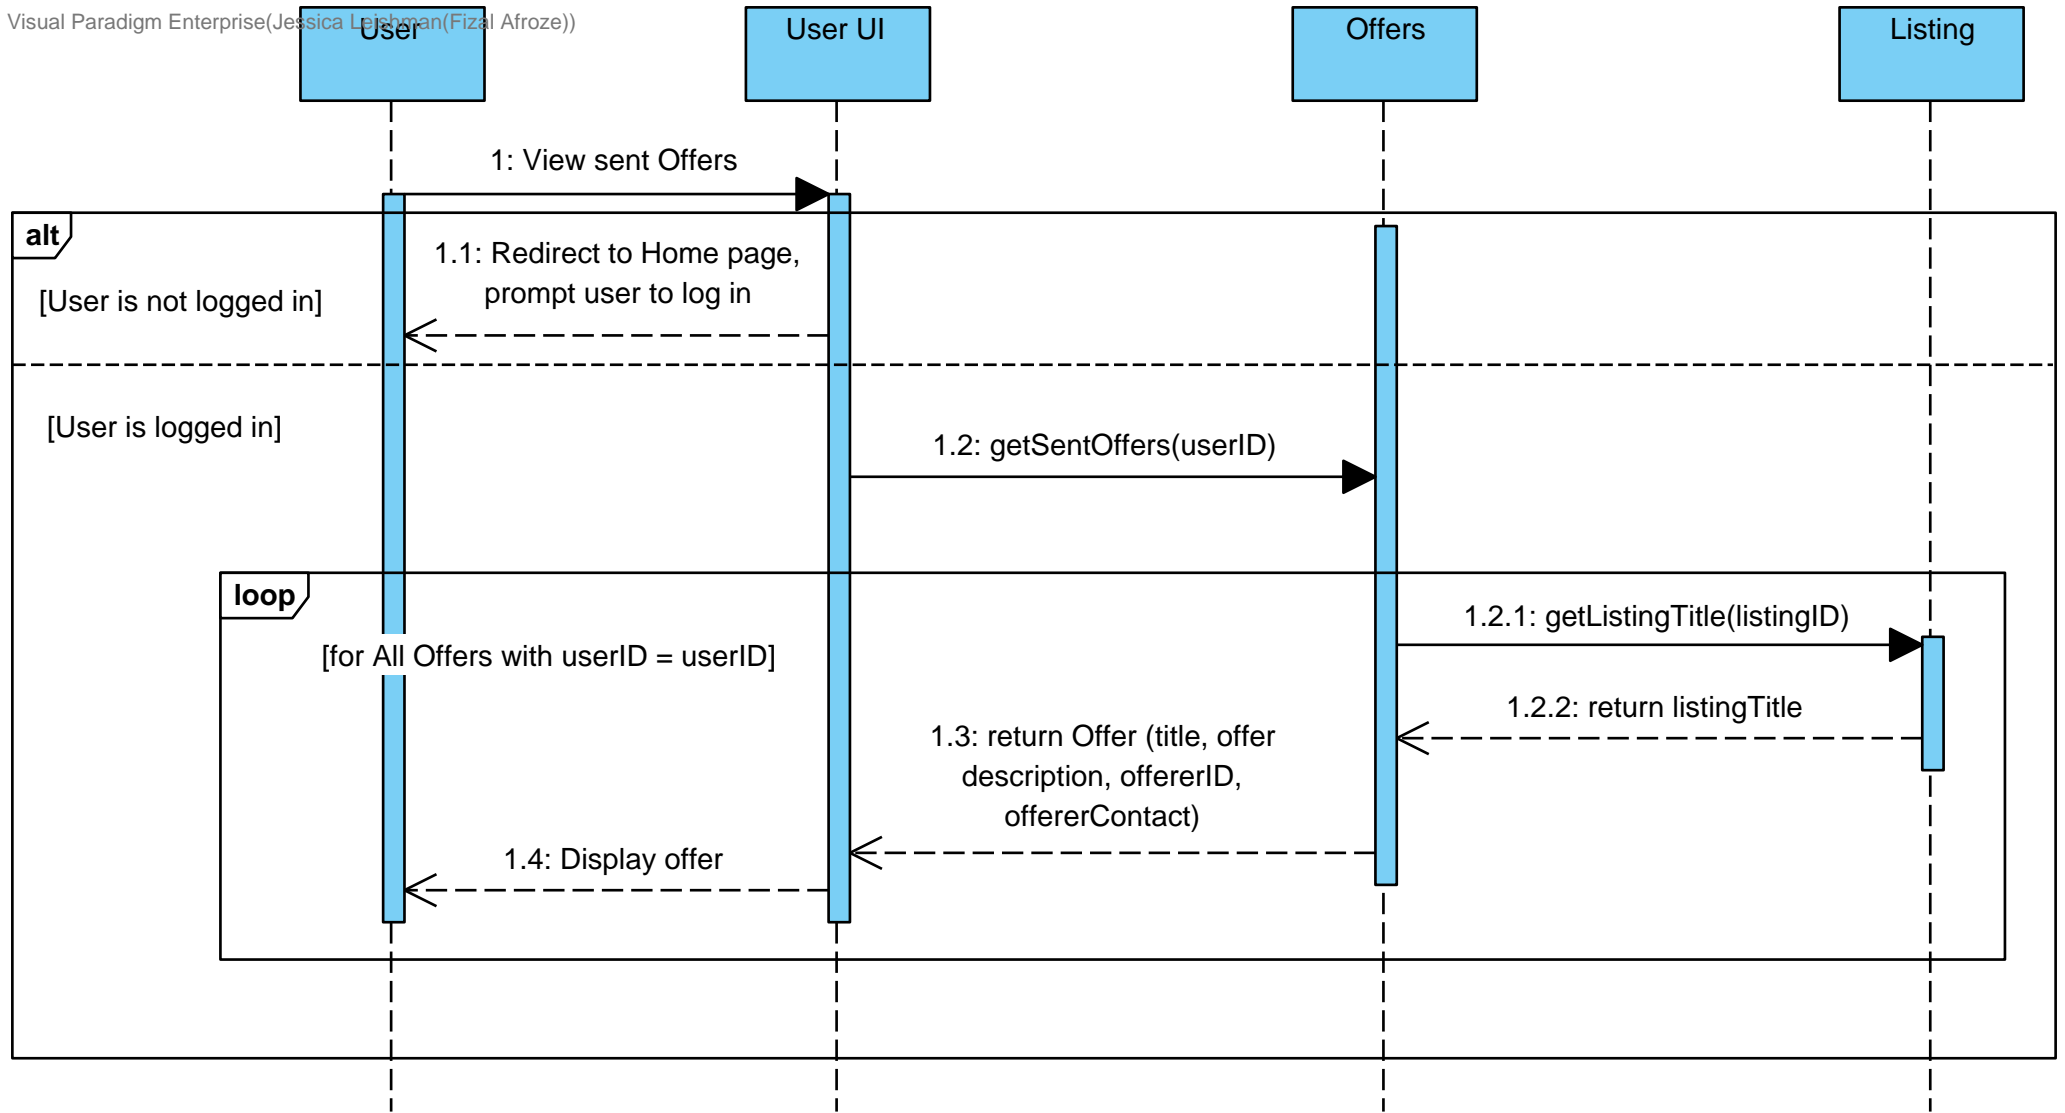 Visual Paradigm Enterprise(Jessica Leishman(Fizal Afroze))
User
User UI
Offers
Listing
1: View sent Offers
alt
1.1: Redirect to Home page,
prompt user to log in
[User is not logged in]
[User is logged in]
1.2: getSentOffers(userID)
loop
1.2.1: getListingTitle(listingID)
[for All Offers with userID = userID]
1.2.2: return listingTitle
1.3: return Offer (title, offer
description, offererID,
offererContact)
1.4: Display offer